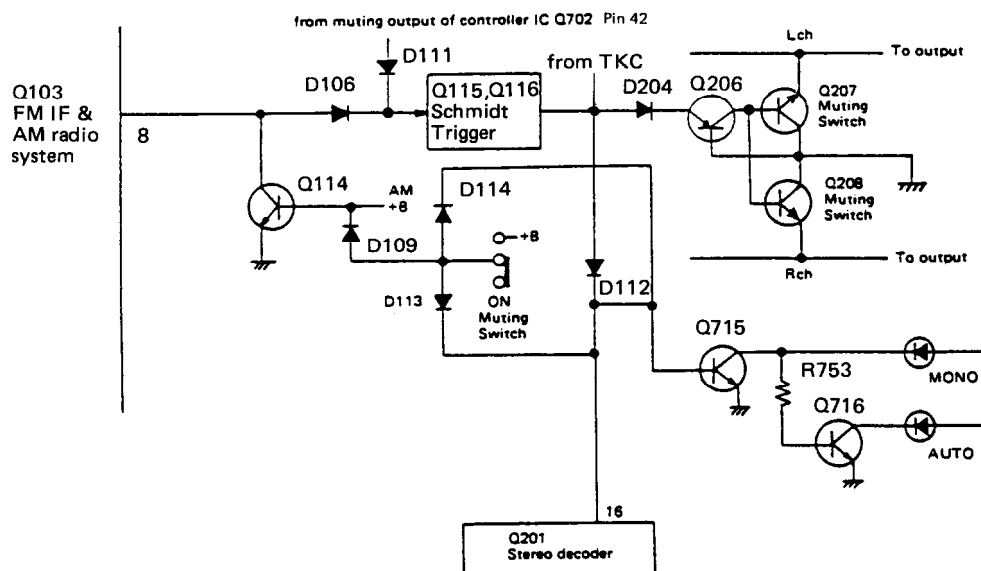 from muting output of controller IC Q702 Pin 42
Lch
D111
from TKC
To output
Q103
FM IF &
AM radio
system
8
D106
Q115,Q116
Schmidt
Trigger
D204
Q206
Q207
Muting
Switch
Q114
AM
+B
D114
Q208
Muting
Switch
D109
+B
D113
ON
Muting
Switch
D112
Rch
To output
Q715
R753
MONO
Q716
AUTO
16
Q201
Stereo decoder